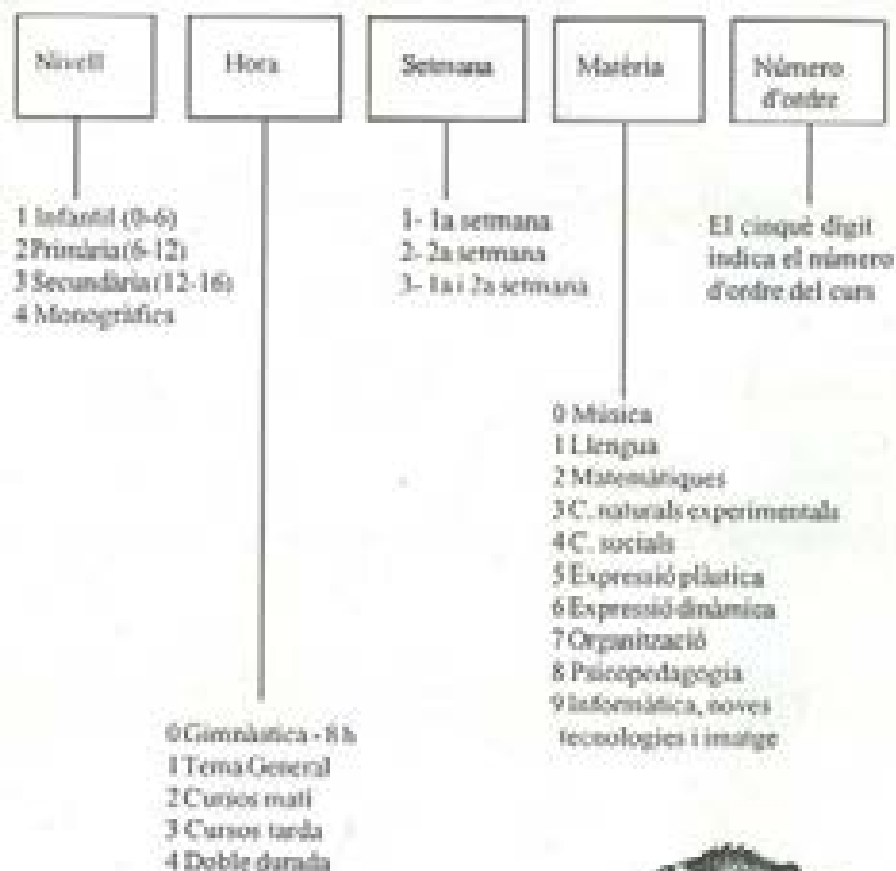 Nivell
Hora
Setmana
Matèria
Número
d'ordre
1 Infantil (0-6)
2 Primària (6-12)
3 Secundària (12-16)
4 Monogràfica
1- 1a setmana
2- 2a setmana
3- 1a i 2a setmana
El cinquè dígit
indica el número
d'ordre del curs
0 Música
1 Llengua
2 Matemàtiques
3 C. naturals experimentals
4 C. socials
5 Expressió plàstica
6 Expressió dinàmica
7 Organització
8 Psicopedagogia
9 Informàtica, noves
tecnologies i imatge
0 Gimnàstica - 8 h
1 Tema General
2 Cursos matí
3 Cursos tarda
4 Doble durada